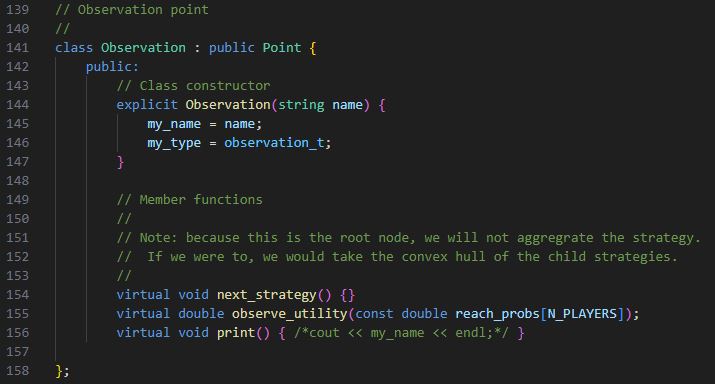 139 // Observation point
140 //
141 class Observation : public Point {
142     public:
143         // Class constructor
144         explicit Observation(string name) {
145             my_name = name;
146             my_type = observation_t;
147         }
148
149         // Member functions
150         //
151         // Note: because this is the root node, we will not aggregrate the strategy.
152         //  If we were to, we would take the convex hull of the child strategies.
153         //
154         virtual void next_strategy() {}
155         virtual double observe_utility(const double reach_probs[N_PLAYERS]);
156         virtual void print() { /*cout << my_name << endl;*/ }
157
158 };